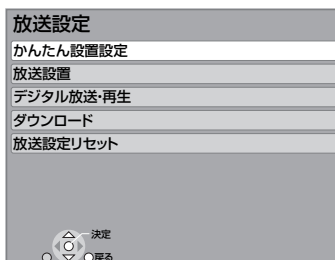 放送設定
かんたん設置設定
放送設置
デジタル放送・再生
ダウンロード
放送設定リセット
決定
戻る